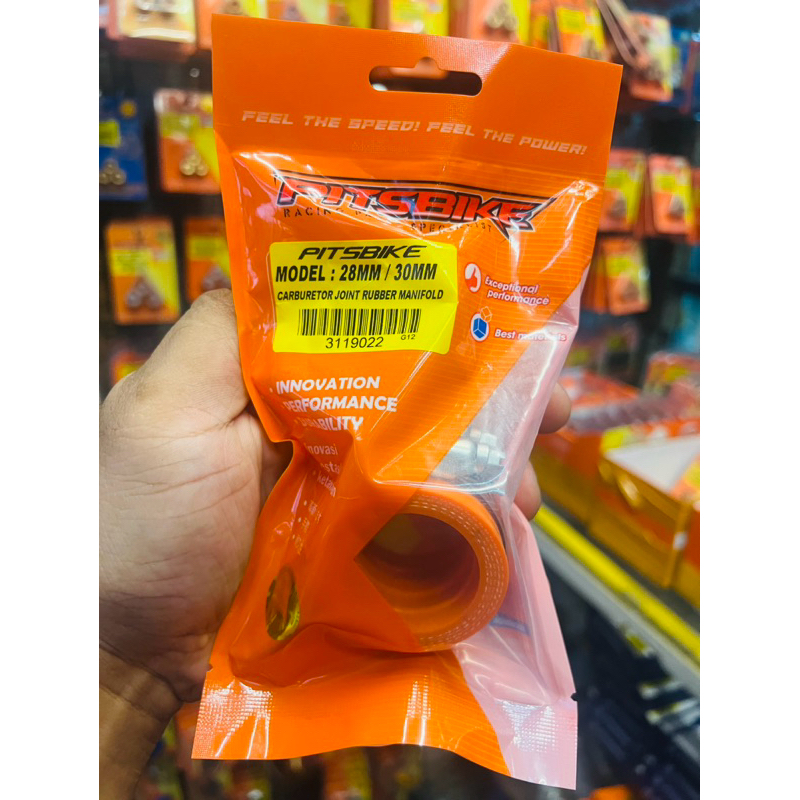 FEEL THE SPEED! FEEL THE POWER!
PITSBIKE
PITSBIKE
MODEL : 28MM / 30MM
CARBURETOR JOINT RUBBER MANIFOLD
3119022
G12
Exceptional
performance
Best
INNOVATION
PERFORMANCE